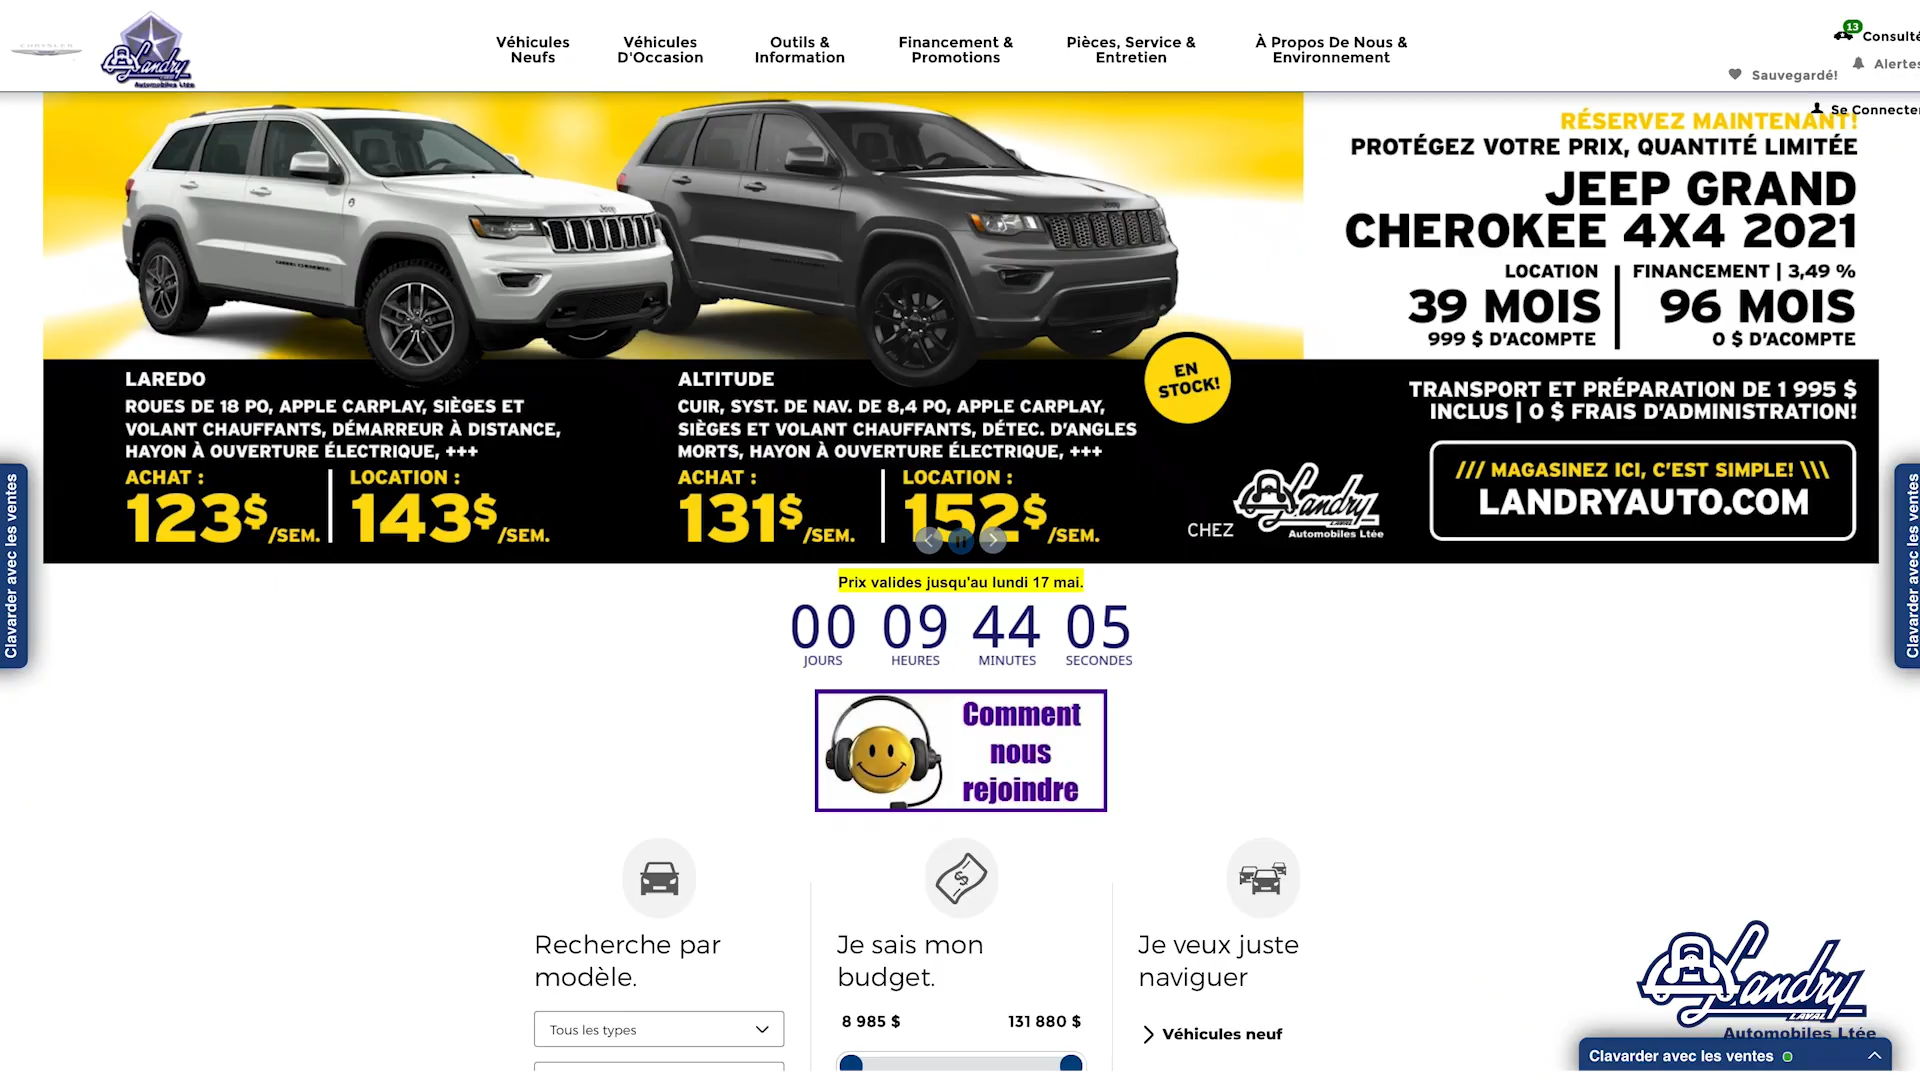 CHRYSLER
Landry
Automobiles Ltée
Véhicules
Neufs
Véhicules
D'Occasion
Outils &
Information
Financement &
Promotions
Pièces, Service &
Entretien
À Propos De Nous &
Environnement
13
Consulté
Alertes
Sauvegardé!
Se Connecter
RÉSERVEZ MAINTENANT!
PROTÉGEZ VOTRE PRIX, QUANTITÉ LIMITÉE
JEEP GRAND
CHEROKEE 4X4 2021
LOCATION
39 MOIS
999 $ D'ACOMPTE
FINANCEMENT | 3,49 %
96 MOIS
0 $ D'ACOMPTE
Jeep
Jeep
EN
STOCK!
LAREDO
ROUES DE 18 PO, APPLE CARPLAY, SIÈGES ET
VOLANT CHAUFFANTS, DÉMARREUR À DISTANCE,
HAYON À OUVERTURE ÉLECTRIQUE, +++
ACHAT :
123$/SEM.
LOCATION :
143$/SEM.
ALTITUDE
CUIR, SYST. DE NAV. DE 8,4 PO, APPLE CARPLAY,
SIÈGES ET VOLANT CHAUFFANTS, DÉTEC. D'ANGLES
MORTS, HAYON À OUVERTURE ÉLECTRIQUE, +++
ACHAT :
131$/SEM.
LOCATION :
152$/SEM.
CHEZ
Landry
LAVAL
Automobiles Ltée
TRANSPORT ET PRÉPARATION DE 1 995 $
INCLUS | 0 $ FRAIS D'ADMINISTRATION!
/// MAGASINEZ ICI, C'EST SIMPLE! \\\
LANDRYAUTO.COM
Clavarder avec les ventes
Clavarder avec les ventes
Prix valides jusqu'au lundi 17 mai.
00 09 44 05
JOURS HEURES MINUTES SECONDES
Comment
nous
rejoindre
Recherche par
modèle.
Tous les types
Je sais mon
budget.
8 985 $ 131 880 $
Je veux juste
naviguer
Véhicules neuf
Landry
LAVAL
Automobiles Ltée
Clavarder avec les ventes